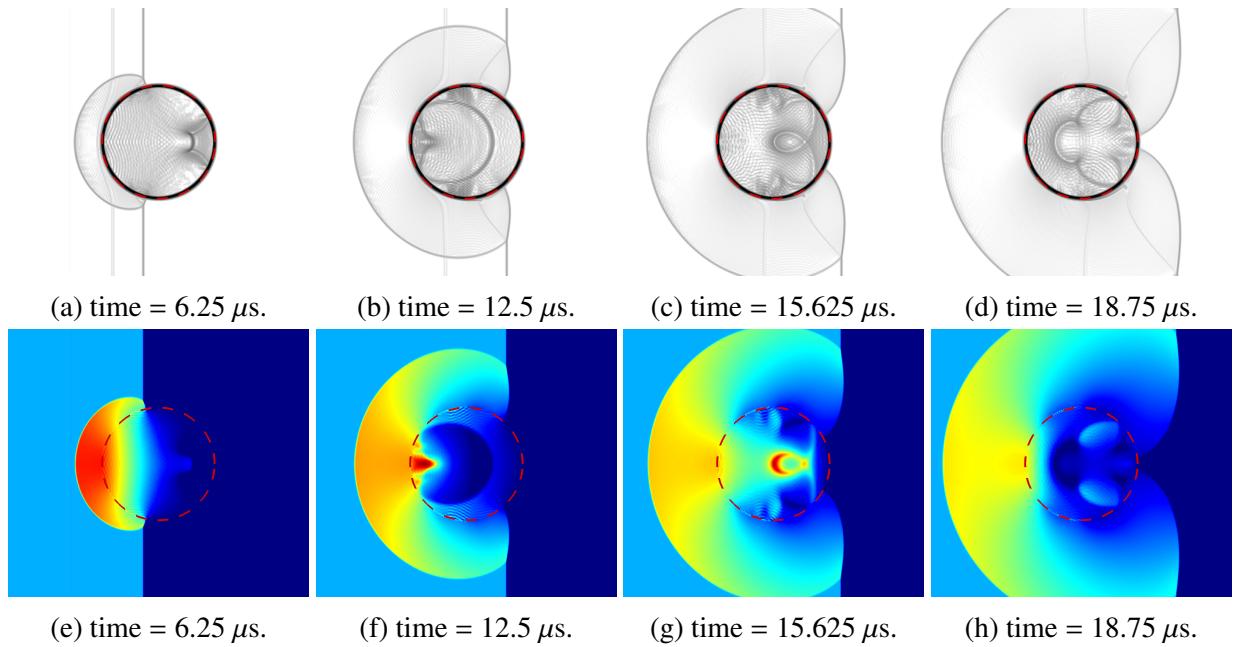 (a) time = 6.25 μs. (b) time = 12.5 μs. (c) time = 15.625 μs. (d) time = 18.75 μs.
(e) time = 6.25 μs. (f) time = 12.5 μs. (g) time = 15.625 μs. (h) time = 18.75 μs.